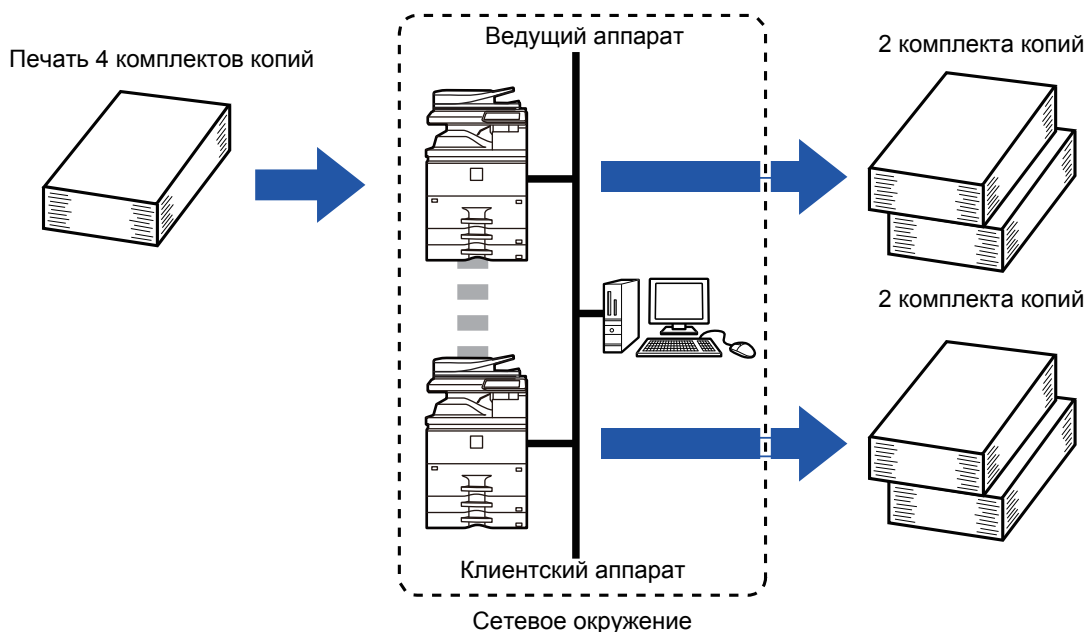 Печать 4 комплектов копий
Ведущий аппарат
2 комплекта копий
2 комплекта копий
Клиентский аппарат
Сетевое окружение